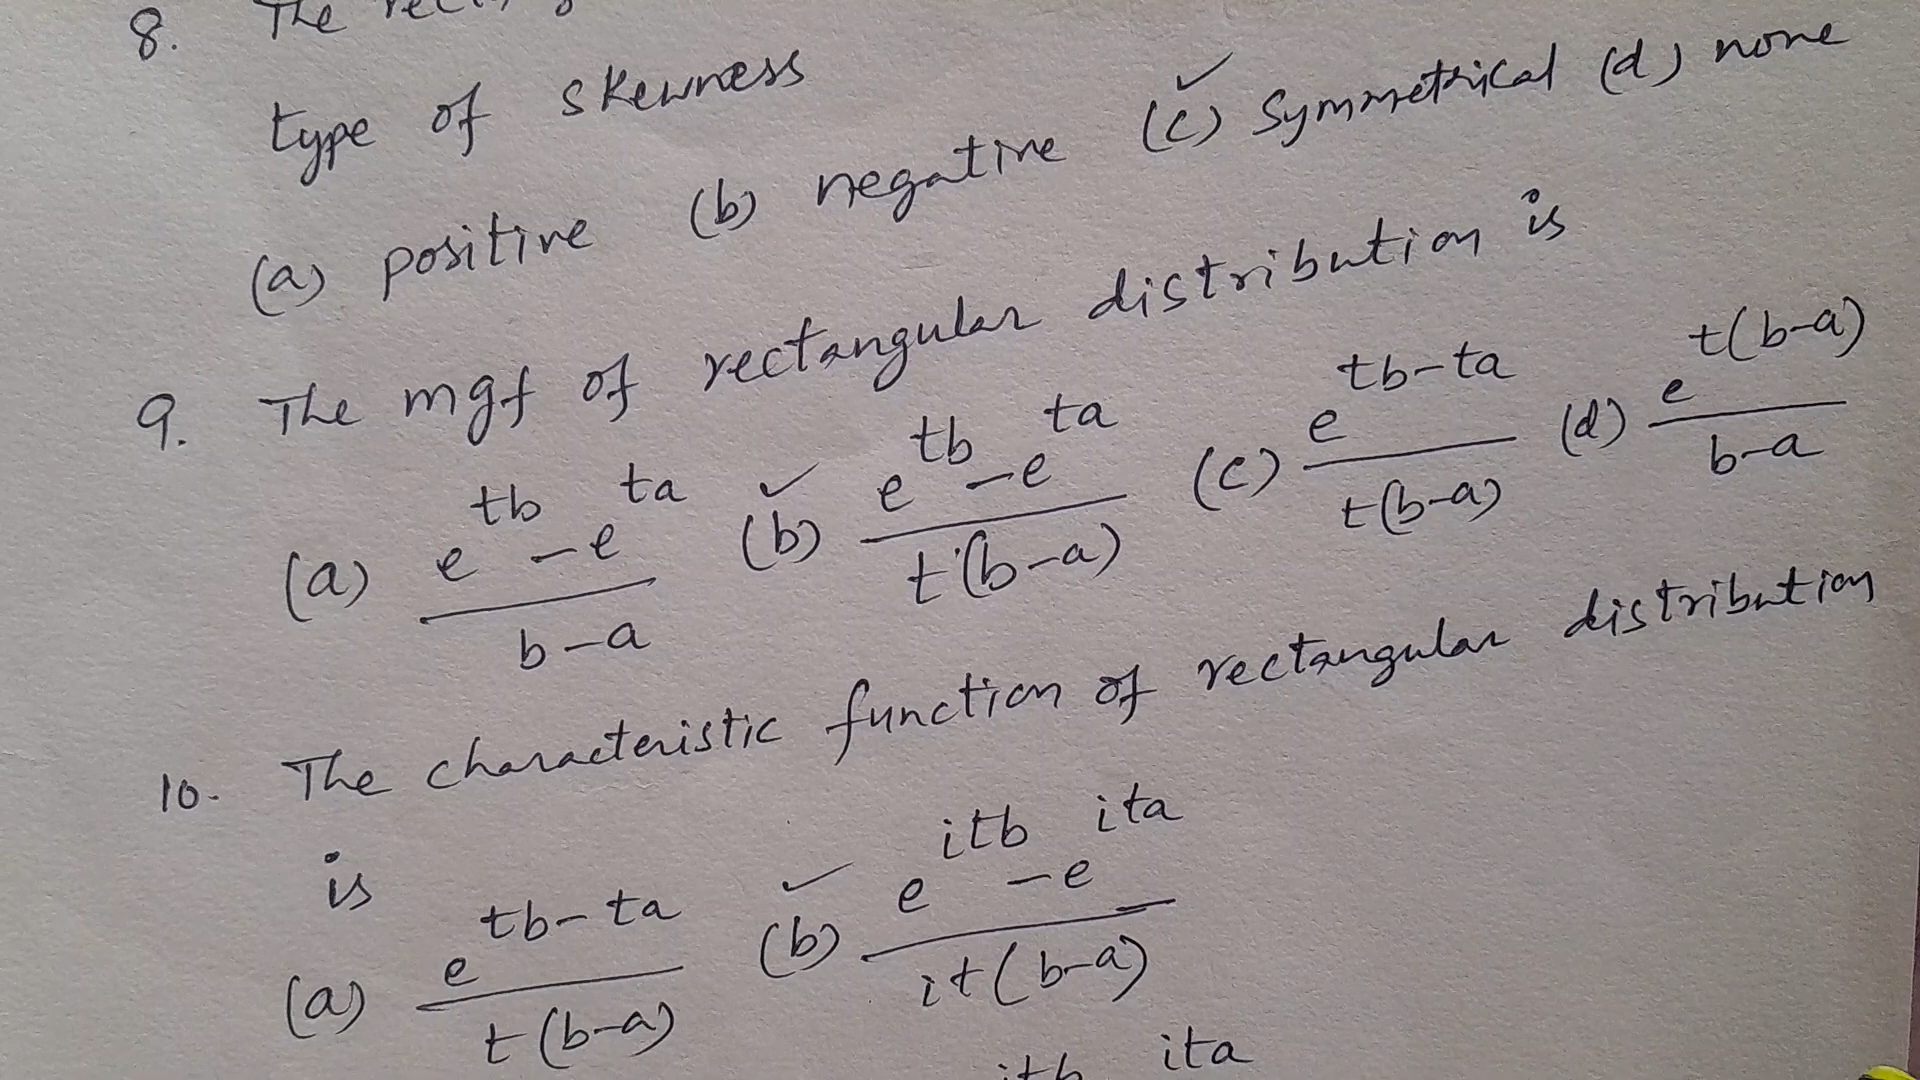 8. The
type of skewness
(a) positive (b) negative ✓(c) Symmetrical (d) none
9. The mgf of rectangular distribution is
(a) e^tb - e^ta / b-a ✓(b) e^tb - e^ta / t(b-a) (c) e^tb-ta / t(b-a) (d) e^t(b-a) / b-a
10. The characteristic function of rectangular distribution
is
(a) e^tb-ta / t(b-a) ✓(b) e^itb - e^ita / it(b-a)
itb ita